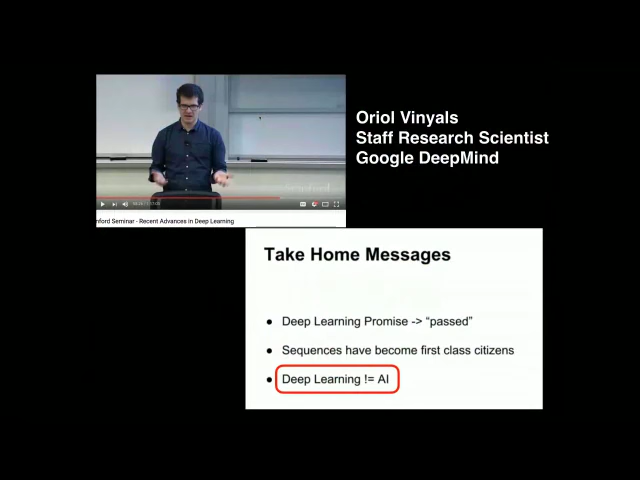 Oriol Vinyals
Staff Research Scientist
Google DeepMind
Stanford
nford Seminar - Recent Advances in Deep Learning
Take Home Messages
● Deep Learning Promise -> “passed”
● Sequences have become first class citizens
● Deep Learning != AI